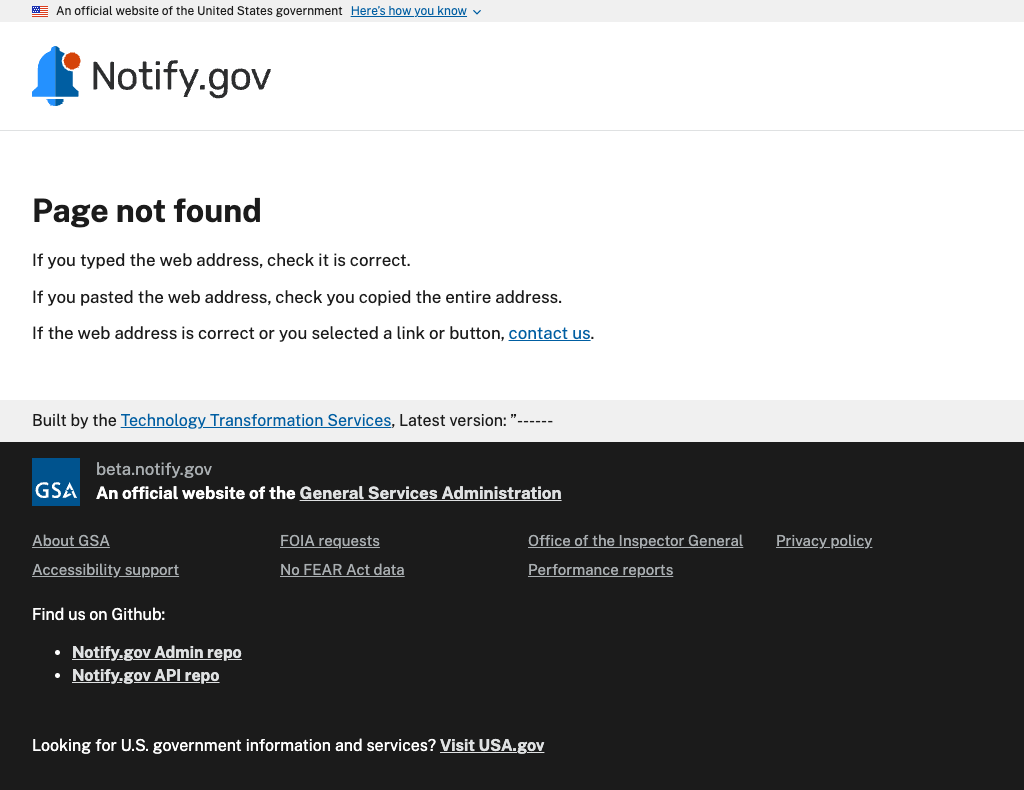 An official website of the United States government Here's how you know
Notify.gov
Page not found
If you typed the web address, check it is correct.
If you pasted the web address, check you copied the entire address.
If the web address is correct or you selected a link or button, contact us.
Built by the Technology Transformation Services, Latest version: ”------
GSA
beta.notify.gov
An official website of the General Services Administration
About GSA FOIA requests Office of the Inspector General Privacy policy
Accessibility support No FEAR Act data Performance reports
Find us on Github:
• Notify.gov Admin repo
• Notify.gov API repo
Looking for U.S. government information and services? Visit USA.gov